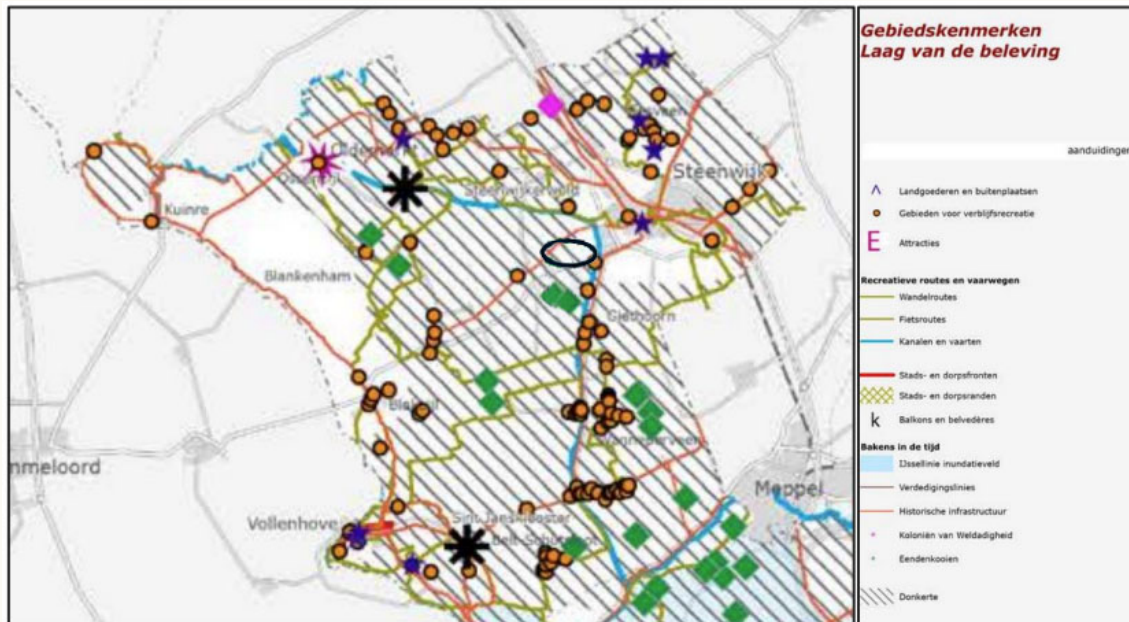 Steenwijk
Steenwijkerwold
Kuinre
Blankenham
Giethoorn
Wanneperveen
mmeloord
Meppel
Vollenhove
Sint Jansklooster
Gebiedskenmerken
Laag van de beleving
aanduidingen
Landgoederen en buitenplaatsen
Gebieden voor verblijfsrecreatie
E Attracties
Recreatieve routes en vaarwegen
Wandelroutes
Fietsroutes
Kanalen en vaarten
Stads- en dorpsfronten
Stads- en dorpsranden
k Balkons en belvedères
Bakens in de tijd
IJssellinie inundatieveld
Verdedigingslinies
Historische infrastructuur
Koloniën van Weldadigheid
Eendenkooien
Donkerte